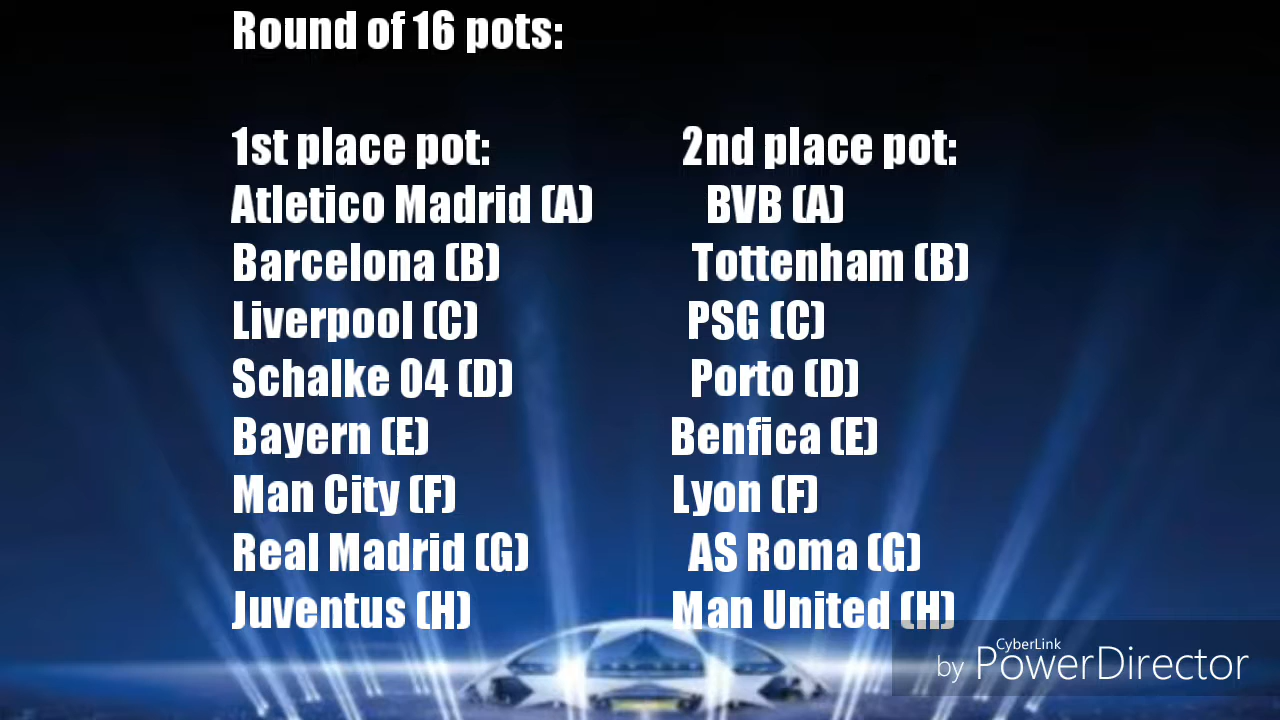 Round of 16 pots:
1st place pot: 2nd place pot:
Atletico Madrid (A) BVB (A)
Barcelona (B) Tottenham (B)
Liverpool (C) PSG (C)
Schalke 04 (D) Porto (D)
Bayern (E) Benfica (E)
Man City (F) Lyon (F)
Real Madrid (G) AS Roma (G)
Juventus (H) Man United (H)
CyberLink
by PowerDirector